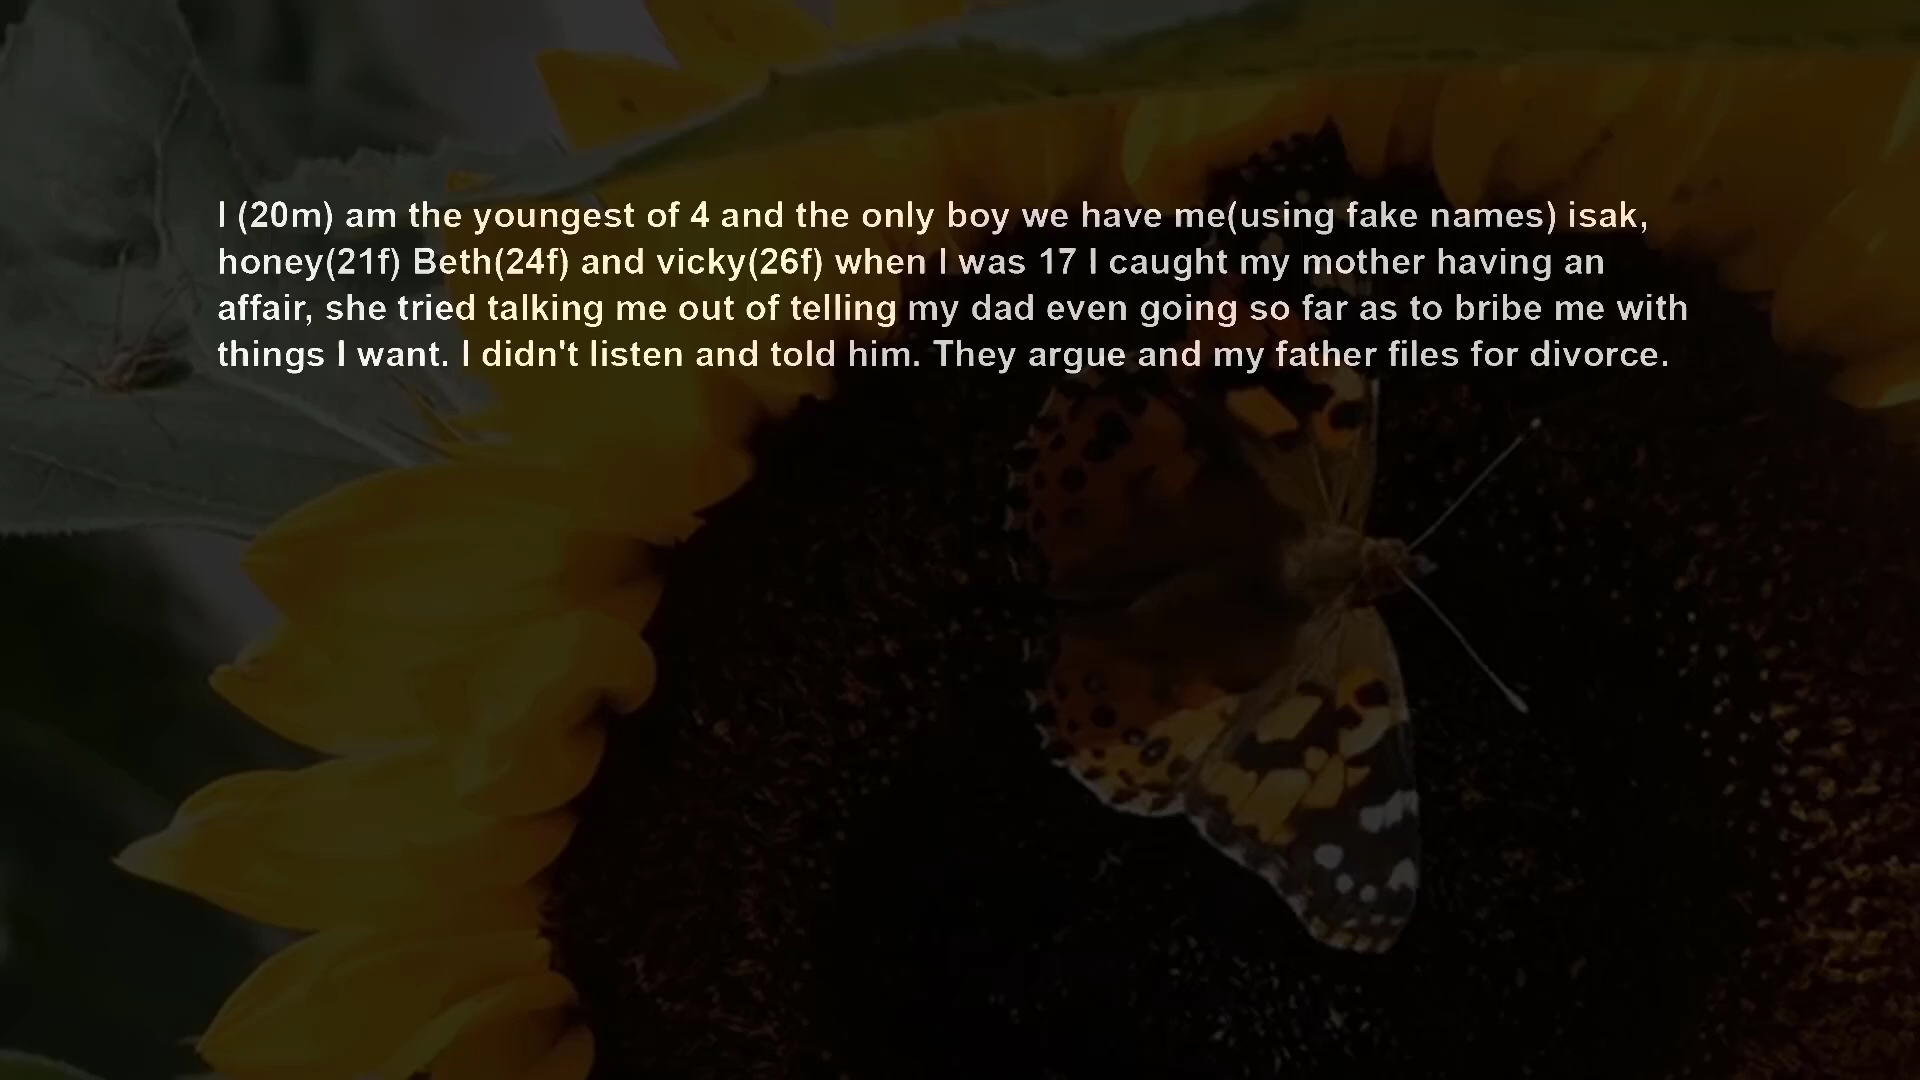 I (20m) am the youngest of 4 and the only boy we have me(using fake names) isak,
honey(21f) Beth(24f) and vicky(26f) when I was 17 I caught my mother having an
affair, she tried talking me out of telling my dad even going so far as to bribe me with
things I want. I didn't listen and told him. They argue and my father files for divorce.